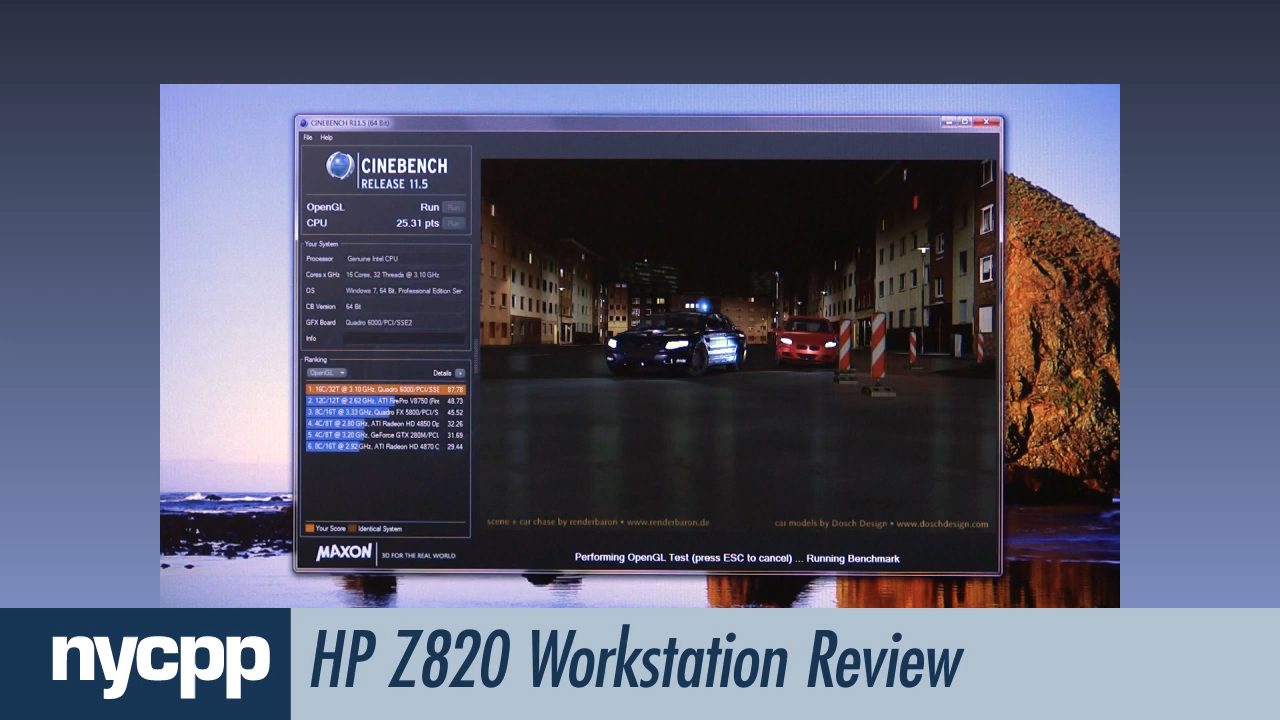 CINEBENCH R11.5 (64 Bit)
File Help
CINEBENCH
RELEASE 11.5
OpenGL Run Run
CPU 25.31 pts Run
Your System
Processor Genuine Intel CPU
Cores x GHz 16 Cores, 32 Threads @ 3.10 GHz
OS Windows 7, 64 Bit, Professional Edition Ser
CB Version 64 Bit
GFX Board Quadro 6000/PCI/SSE2
Info
Ranking
OpenGL Details
1. 16C/32T @ 3.10 GHz, Quadro 6000/PCI/SSE 87.78
2. 12C/12T @ 2.62 GHz, ATI FirePro V8750 (Fire 48.73
3. 8C/16T @ 3.33 GHz, Quadro FX 5800/PCI/S 45.52
4. 4C/8T @ 2.80 GHz, ATI Radeon HD 4850 Op 32.26
5. 4C/8T @ 3.20 GHz, GeForce GTX 280M/PCI. 31.69
6. 8C/16T @ 2.92 GHz, ATI Radeon HD 4870 C 29.44
Your Score Identical System
MAXON 3D FOR THE REAL WORLD
scene + car chase by renderbaron • www.renderbaron.de
car models by Dosch Design • www.doschdesign.com
Performing OpenGL Test (press ESC to cancel) ... Running Benchmark
nycpp HP Z820 Workstation Review